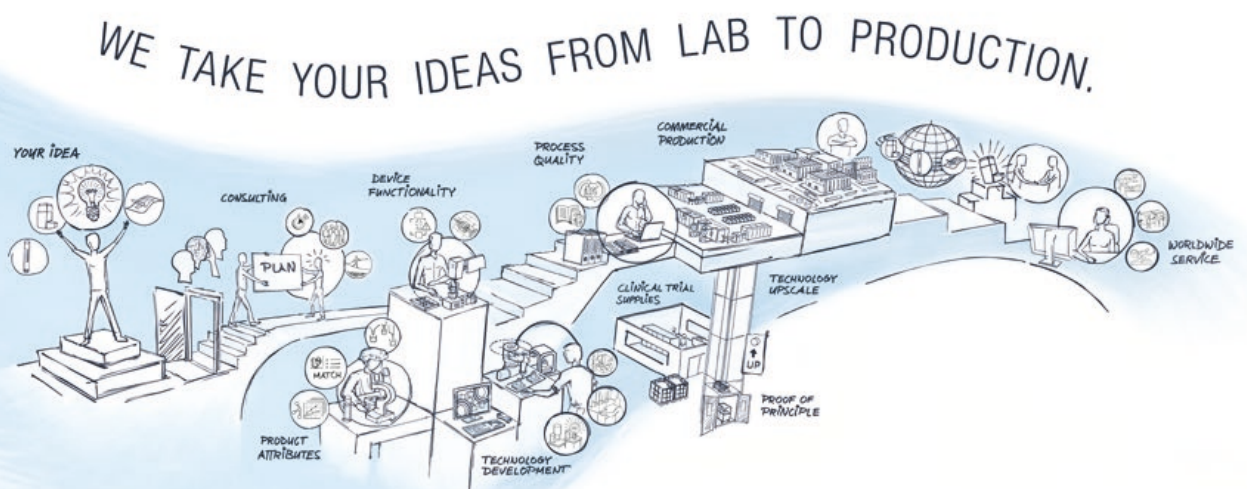 WE TAKE YOUR IDEAS FROM LAB TO PRODUCTION.
YOUR IDEA
CONSULTING
PLAN
DEVICE
FUNCTIONALITY
MATCH
PRODUCT
ATTRIBUTES
TECHNOLOGY
DEVELOPMENT
PROCESS
QUALITY
CLINICAL TRIAL
SUPPLIES
COMMERCIAL
PRODUCTION
TECHNOLOGY
UPSCALE
UP
PROOF OF
PRINCIPLE
WORLDWIDE
SERVICE